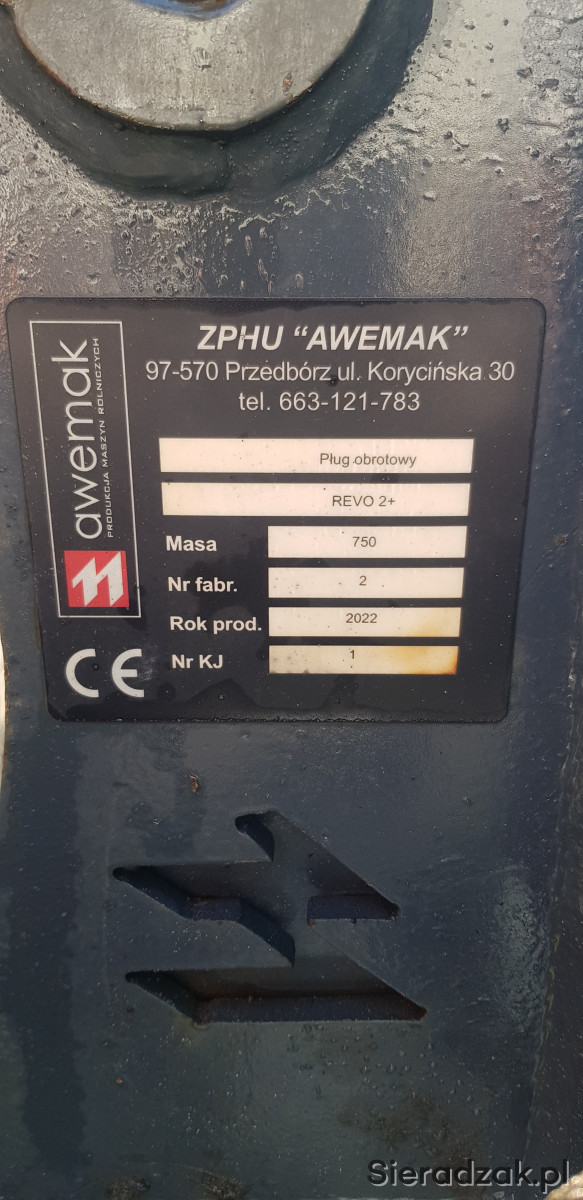 ZPHU "AWEMAK"
97-570 Przedbórz ul. Korycińska 30
tel. 663-121-783
awemak
PRODUKCJA MASZYN ROLNICZYCH
Pług obrotowy
REVO 2+
Masa 750
Nr fabr. 2
Rok prod. 2022
Nr KJ 1
CE
Sieradzak.pl